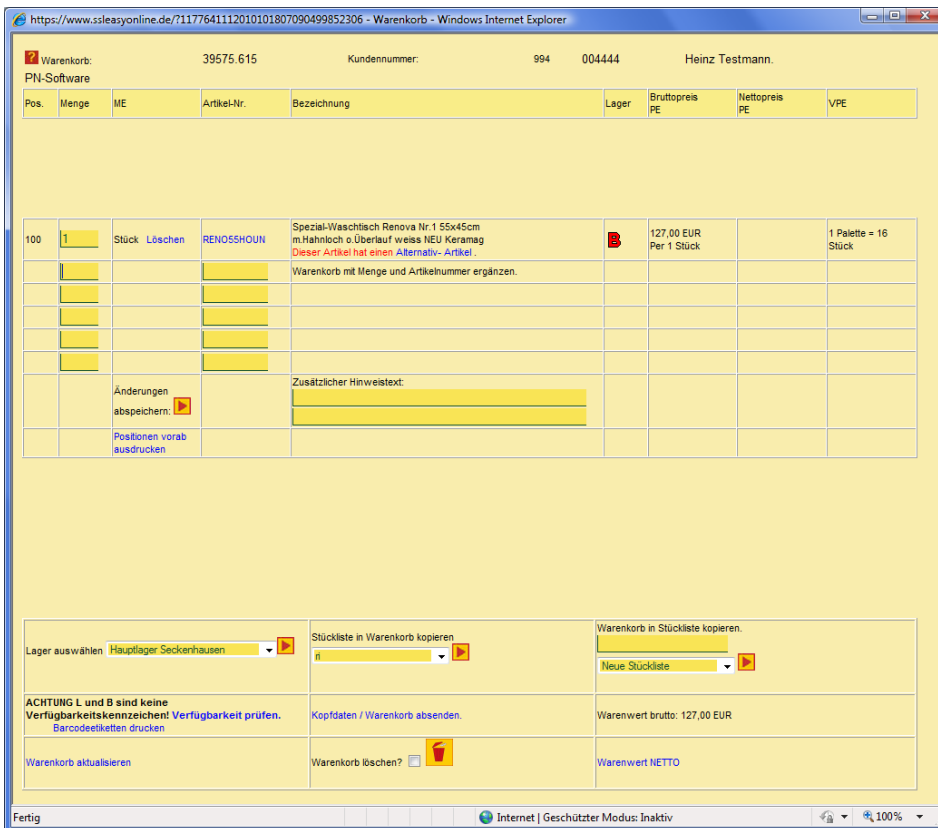 https://www.ssleasyonline.de/?1177641112010101807090499852306 - Warenkorb - Windows Internet Explorer
? Warenkorb: 39575.615 Kundennummer: 994 004444 Heinz Testmann.
PN-Software
Pos. Menge ME Artikel-Nr. Bezeichnung Lager Bruttopreis PE Nettopreis PE VPE
Spezial-Waschtisch Renova Nr.1 55x45cm
100 1 Stück Löschen RENO55HOUN m.Hahnloch o.Überlauf weiss NEU Keramag B 127,00 EUR Per 1 Stück 1 Palette = 16 Stück
Dieser Artikel hat einen Alternativ- Artikel .
Warenkorb mit Menge und Artikelnummer ergänzen.
Änderungen
abspeichern:
Zusätzlicher Hinweistext:
Positionen vorab
ausdrucken
Lager auswählen Hauptlager Seckenhausen
Stückliste in Warenkorb kopieren
ri
Warenkorb in Stückliste kopieren.
Neue Stückliste
ACHTUNG L und B sind keine
Verfügbarkeitskennzeichen! Verfügbarkeit prüfen.
Barcodeetiketten drucken
Kopfdaten / Warenkorb absenden.
Warenwert brutto: 127,00 EUR
Warenkorb aktualisieren
Warenkorb löschen?
Warenwert NETTO
Fertig
Internet | Geschützter Modus: Inaktiv
100%